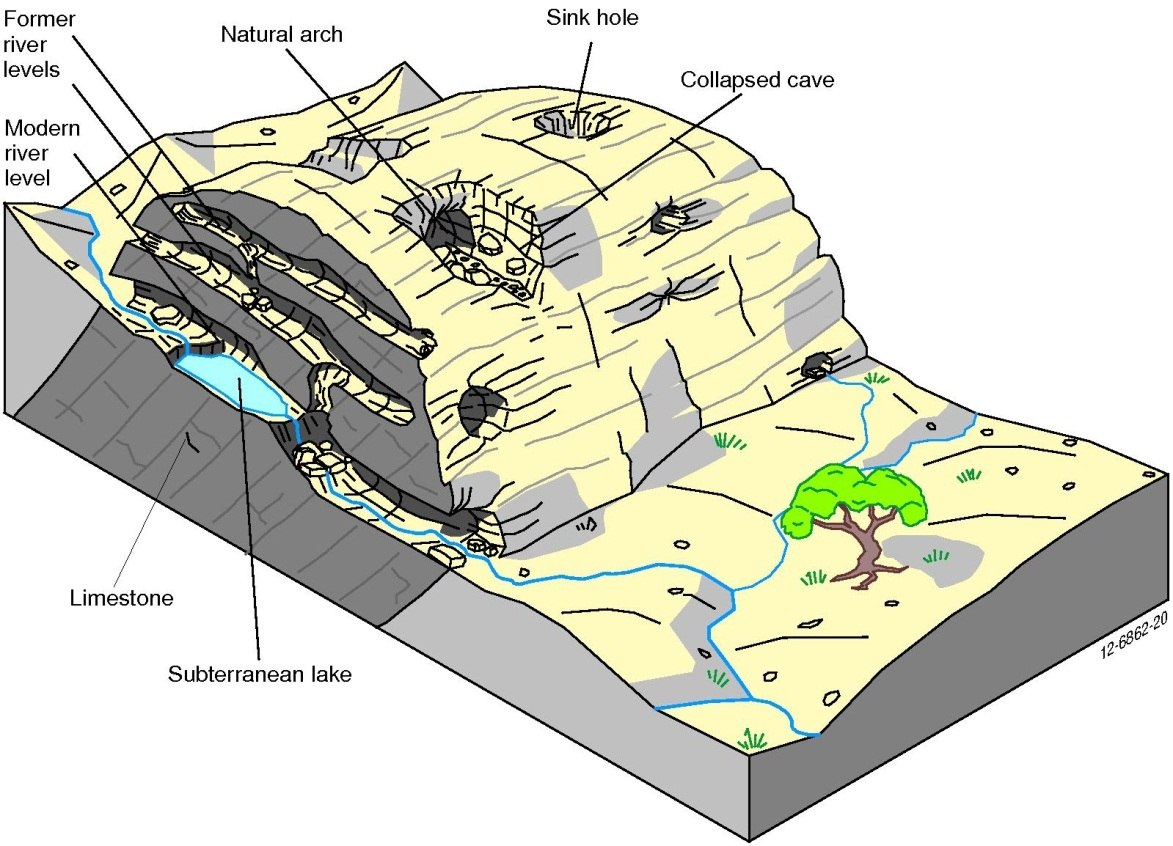 Former
river
levels
Natural arch
Sink hole
Collapsed cave
Modern
river
level
Limestone
Subterranean lake
12-6862-20